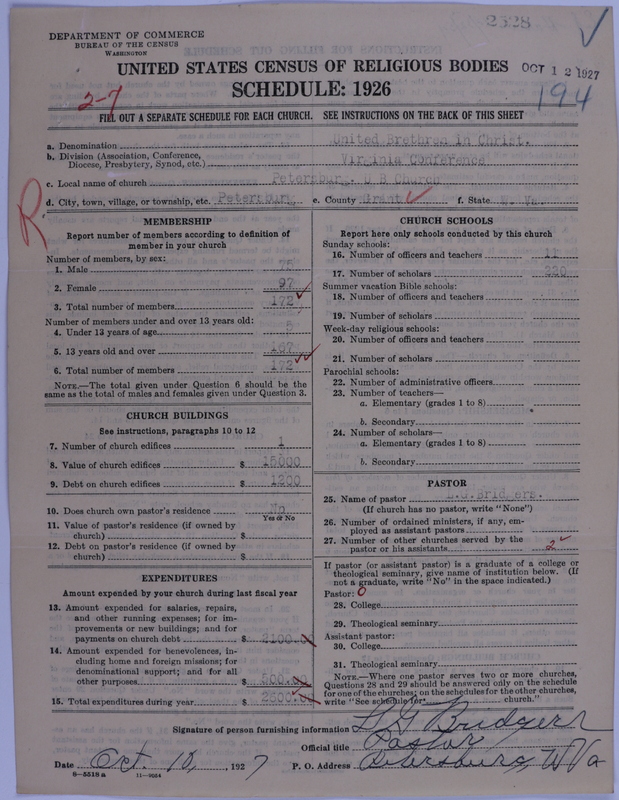 2328
DEPARTMENT OF COMMERCE
BUREAU OF THE CENSUS
WASHINGTON
UNITED STATES CENSUS OF RELIGIOUS BODIES
OCT 12 1927
SCHEDULE: 1926
194
2-7
FILL OUT A SEPARATE SCHEDULE FOR EACH CHURCH. SEE INSTRUCTIONS ON THE BACK OF THIS SHEET
a. Denomination United Brethren in Christ.
b. Division (Association, Conference, Diocese, Presbytery, Synod, etc.) Virginia Conference
c. Local name of church Petersburg. U B Church
d. City, town, village, or township, etc. Petersburg, e. County Grant f. State W. Va.
R
MEMBERSHIP
Report number of members according to definition of
member in your church
Number of members, by sex:
1. Male 75
2. Female 97
3. Total number of members 172
Number of members under and over 13 years old:
4. Under 13 years of age 5
5. 13 years old and over 167
6. Total number of members 172
NOTE.—The total given under Question 6 should be the
same as the total of males and females given under Question 3.
CHURCH BUILDINGS
See instructions, paragraphs 10 to 12
7. Number of church edifices 1
8. Value of church edifices $ 15000
9. Debt on church edifices $ 1200
10. Does church own pastor's residence No
Yes or No
11. Value of pastor's residence (if owned by
church) $
12. Debt on pastor's residence (if owned by
church) $
EXPENDITURES
Amount expended by your church during last fiscal year
13. Amount expended for salaries, repairs,
and other running expenses; for im-
provements or new buildings; and for
payments on church debt $ 2100.00
14. Amount expended for benevolences, in-
cluding home and foreign missions; for
denominational support; and for all
other purposes $ 500.00
15. Total expenditures during year $ 2600.00
CHURCH SCHOOLS
Report here only schools conducted by this church
Sunday schools:
16. Number of officers and teachers 11
17. Number of scholars 220
Summer vacation Bible schools:
18. Number of officers and teachers
19. Number of scholars
Week-day religious schools:
20. Number of officers and teachers
21. Number of scholars
Parochial schools:
22. Number of administrative officers
23. Number of teachers—
a. Elementary (grades 1 to 8)
b. Secondary
24. Number of scholars—
a. Elementary (grades 1 to 8)
b. Secondary
PASTOR
25. Name of pastor L.G.Bridgers.
(If church has no pastor, write "None")
26. Number of ordained ministers, if any, em-
ployed as assistant pastors
27. Number of other churches served by the
pastor or his assistants 2
If pastor (or assistant pastor) is a graduate of a college or
theological seminary, give name of institution below. (If
not a graduate, write "No" in the space indicated.)
Pastor: 0
28. College
29. Theological seminary
Assistant pastor:
30. College
31. Theological seminary
NOTE.—Where one pastor serves two or more churches,
Questions 28 and 29 should be answered only on the schedule
for one of the churches; on the schedules for the other churches,
write "See schedule for church."
Signature of person furnishing information L G Bridgers
Official title Pastor
Date Oct. 10, 1927 P. O. Address Petersburg, W Va
8—5518 a 11—9054